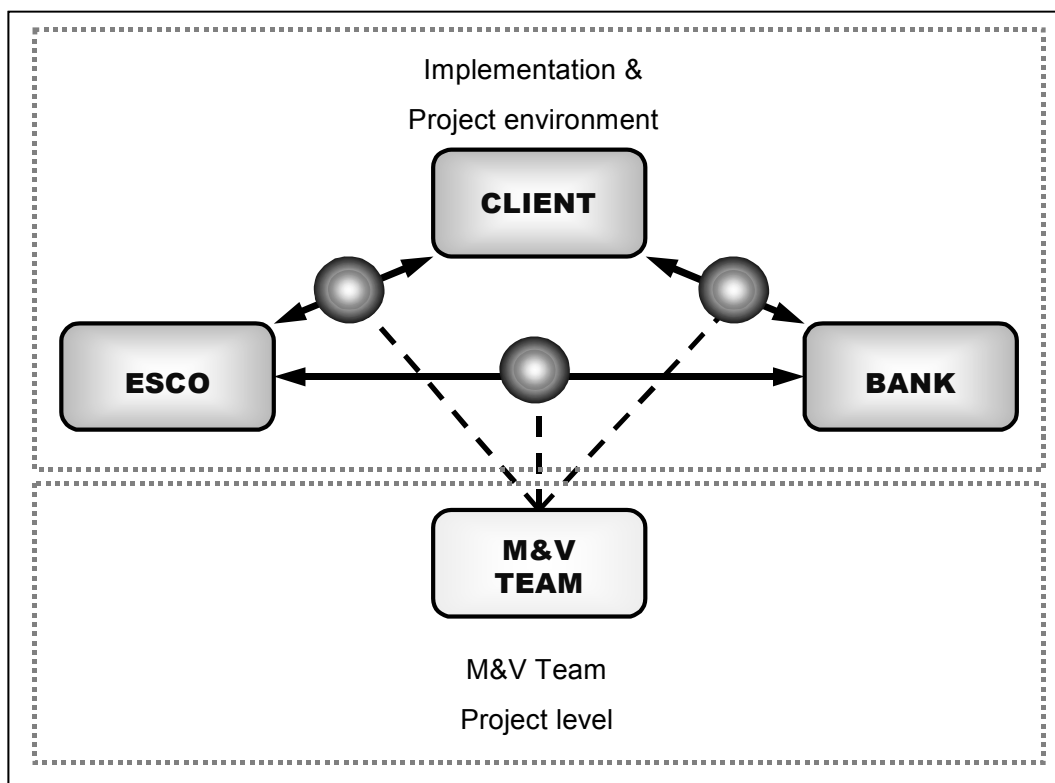 Implementation &
Project environment
CLIENT
ESCO
BANK
M&V
TEAM
M&V Team
Project level